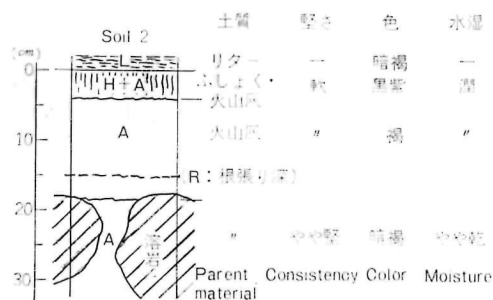 土質 堅さ 色 水湿
Soil 2
(cm)
L リター — 暗褐 —
0
H+A ふしょく・ 軟 黒紫 潤
火山灰
10 A 火山灰 〃 褐 〃
R:根張り深)
20
A 溶岩 〃 やや堅 暗褐 やや乾
30
Parent material Consistency Color Moisture